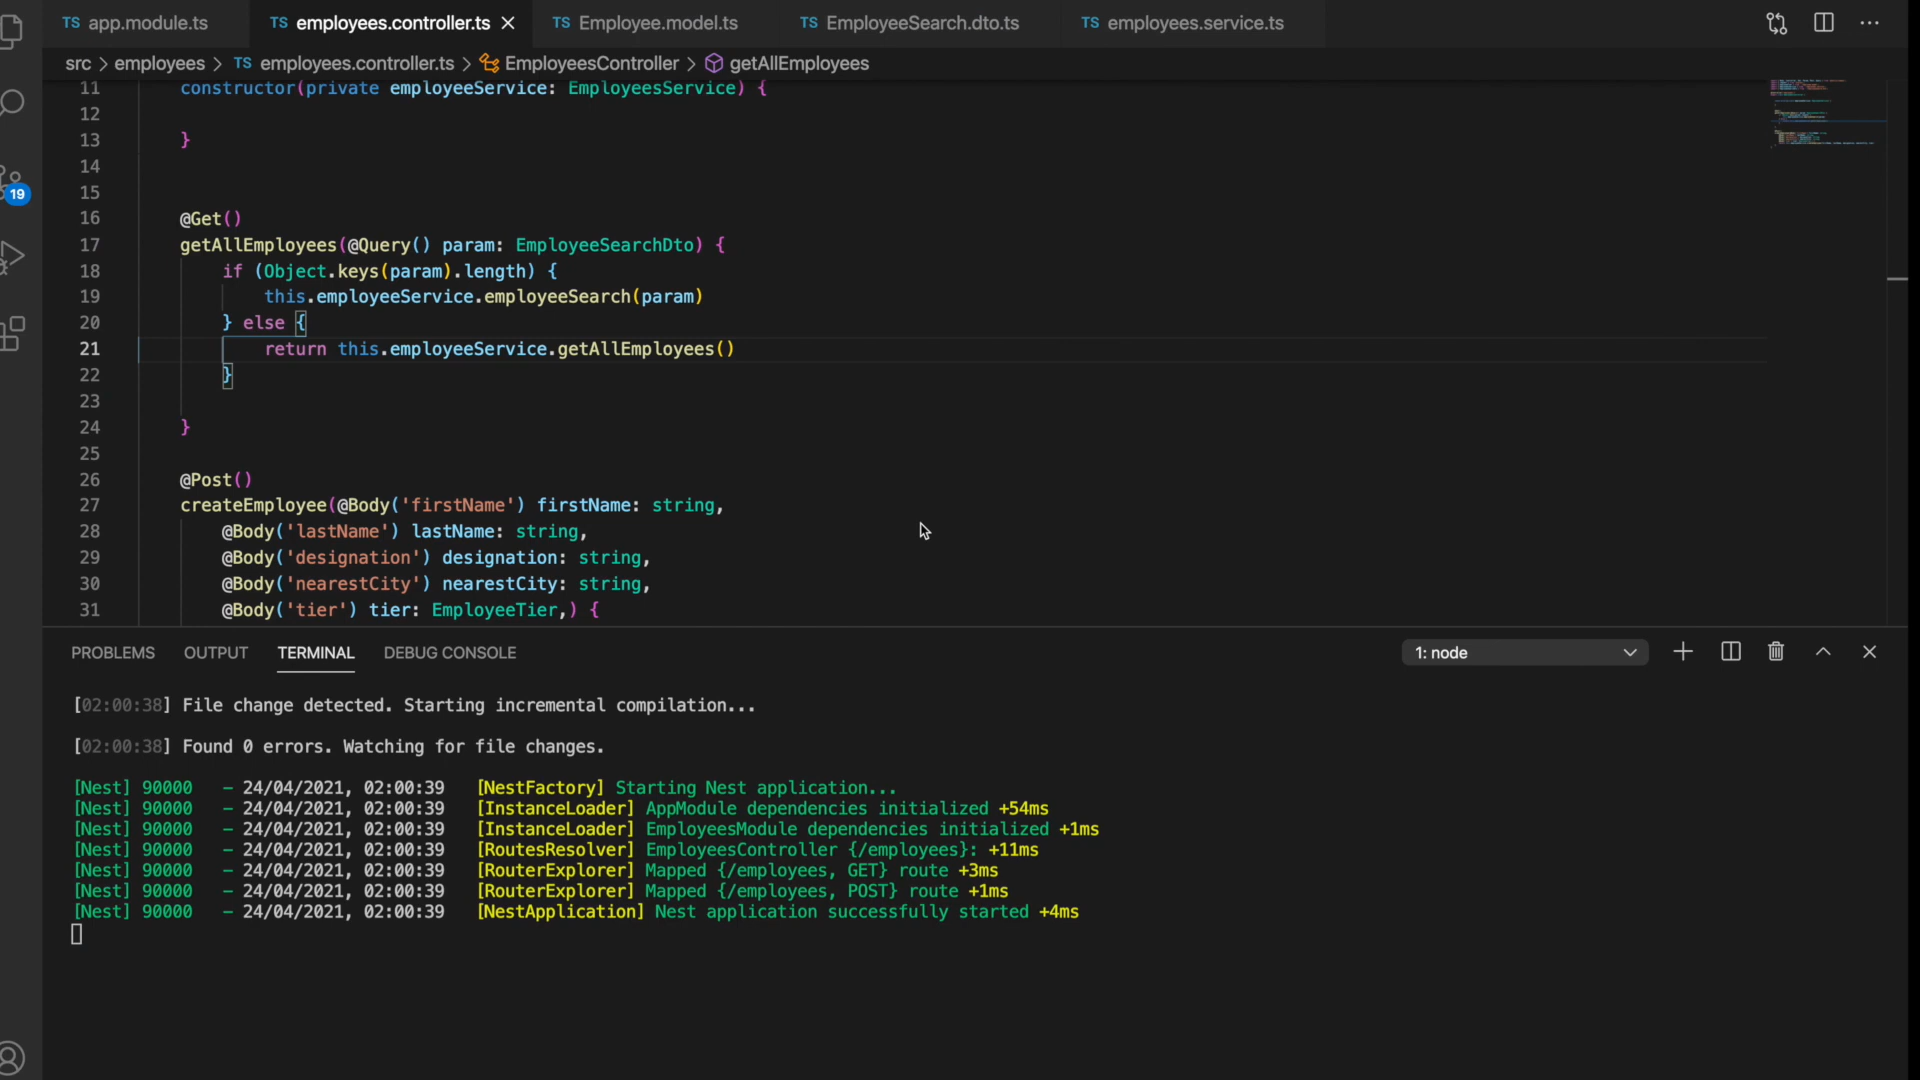 TS app.module.ts TS employees.controller.ts TS Employee.model.ts TS EmployeeSearch.dto.ts TS employees.service.ts
src > employees > TS employees.controller.ts > EmployeesController > getAllEmployees
11 constructor(private employeeService: EmployeesService) {
12
13 }
14
15
16 @Get()
17 getAllEmployees(@Query() param: EmployeeSearchDto) {
18 if (Object.keys(param).length) {
19 this.employeeService.employeeSearch(param)
20 } else {
21 return this.employeeService.getAllEmployees()
22 }
23
24 }
25
26 @Post()
27 createEmployee(@Body('firstName') firstName: string,
28 @Body('lastName') lastName: string,
29 @Body('designation') designation: string,
30 @Body('nearestCity') nearestCity: string,
31 @Body('tier') tier: EmployeeTier,) {
19
PROBLEMS OUTPUT TERMINAL DEBUG CONSOLE 1: node
[02:00:38] File change detected. Starting incremental compilation...
[02:00:38] Found 0 errors. Watching for file changes.
[Nest] 90000 - 24/04/2021, 02:00:39 [NestFactory] Starting Nest application...
[Nest] 90000 - 24/04/2021, 02:00:39 [InstanceLoader] AppModule dependencies initialized +54ms
[Nest] 90000 - 24/04/2021, 02:00:39 [InstanceLoader] EmployeesModule dependencies initialized +1ms
[Nest] 90000 - 24/04/2021, 02:00:39 [RoutesResolver] EmployeesController {/employees}: +11ms
[Nest] 90000 - 24/04/2021, 02:00:39 [RouterExplorer] Mapped {/employees, GET} route +3ms
[Nest] 90000 - 24/04/2021, 02:00:39 [RouterExplorer] Mapped {/employees, POST} route +1ms
[Nest] 90000 - 24/04/2021, 02:00:39 [NestApplication] Nest application successfully started +4ms